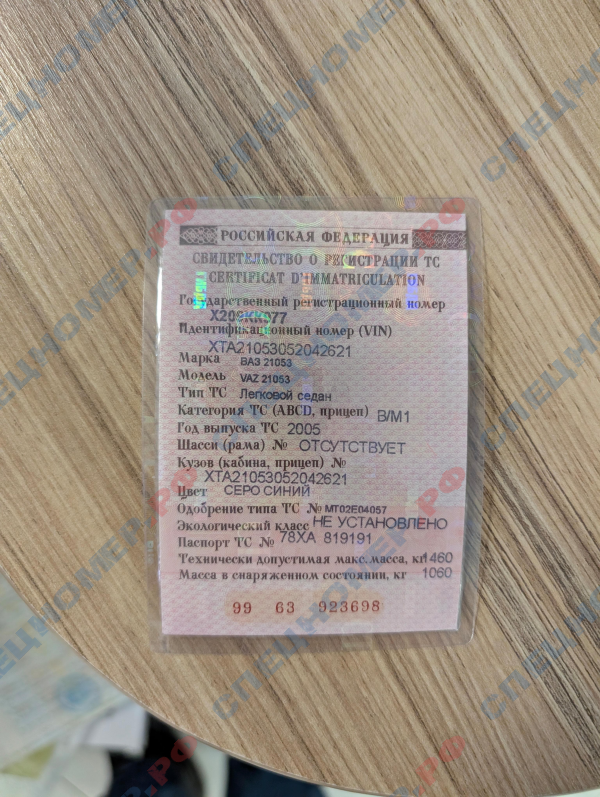 РОССИЙСКАЯ ФЕДЕРАЦИЯ
СВИДЕТЕЛЬСТВО О РЕГИСТРАЦИИ ТС
CERTIFICAT D'IMMATRICULATION
Государственный регистрационный номер
Идентификационный номер (VIN)
XTA21053052042621
Марка ВАЗ 21053
Модель VAZ 21053
Тип ТС Легковой седан
Категория ТС (ABCD, прицеп) B/M1
Год выпуска ТС 2005
Шасси (рама) № ОТСУТСТВУЕТ
Кузов (кабина, прицеп) №
XTA21053052042621
Цвет СЕРО СИНИЙ
Одобрение типа ТС № МТ02Е04057
Экологический класс НЕ УСТАНОВЛЕНО
Паспорт ТС № 78ХА 819191
Технически допустимая макс.масса, кг 1460
Масса в снаряженном состоянии, кг 1060
99 63 923698
СПЕЦНОМЕР.РФ